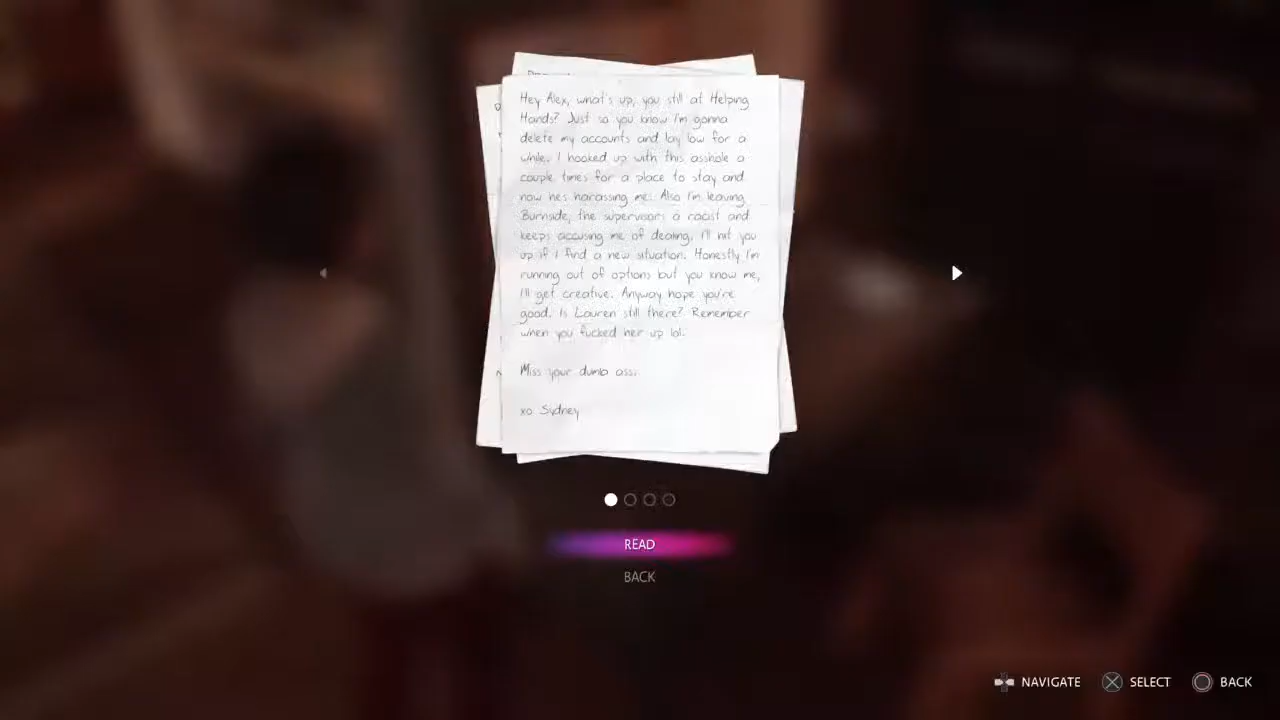 Hey Alex, what's up, you still at Helping
Hands? Just so you know I'm gonna
delete my accounts and lay low for a
while. I hooked up with this asshole a
couple times for a place to stay and
now hes harassing me. Also I'm leaving
Burnside, the supervisors a racist and
keeps accusing me of dealing. I'll hit you
up if I find a new situation. Honestly I'm
running out of options but you know me,
I'll get creative. Anyway hope you're
good. Is Lauren still there? Remember
when you fucked her up lol.
Miss your dumb ass.
xo Sydney
READ
BACK
NAVIGATE SELECT BACK